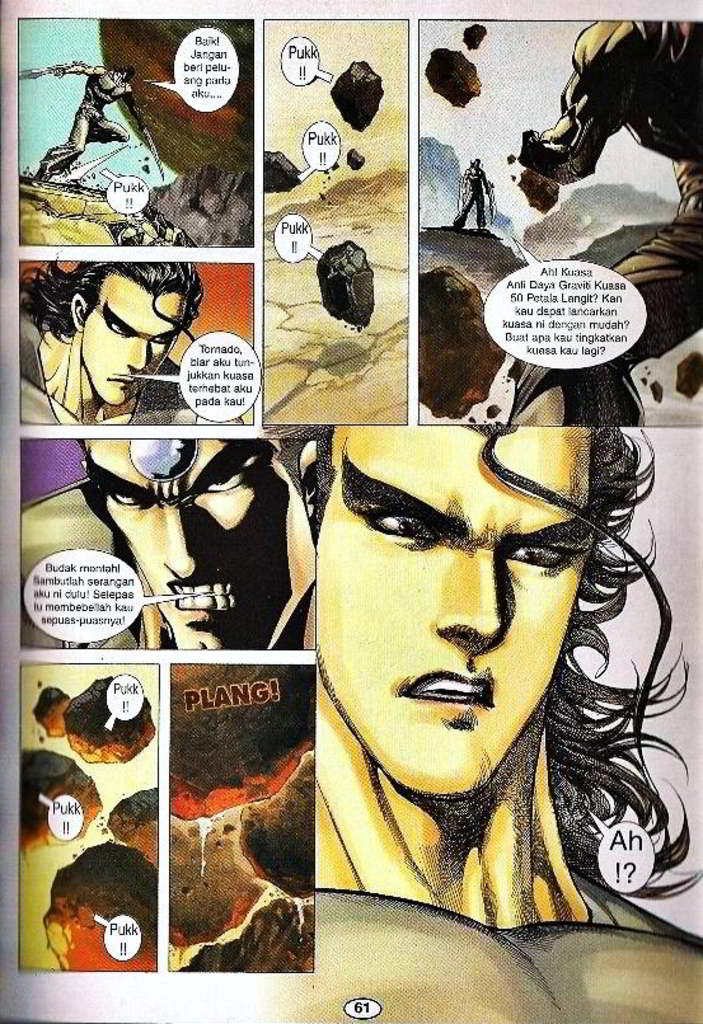 Baik!
Jangan
beri pelu-
ang pada
aku....
Pukk
!!
Pukk
!!
Pukk
!!
Pukk
!!
Ah! Kuasa
Anti Daya Graviti Kuasa
50 Petala Langit? Kan
kau dapat lancarkan
kuasa ni dengan mudah?
Buat apa kau tingkatkan
kuasa kau lagi?
Tornado,
biar aku tun-
jukkan kuasa
terhebat aku
pada kau!
Budak mentah!
Sambutlah serangan
aku ni dulu! Selepas
tu membebellah kau
sepuas-puasnya!
Ah
!?
Pukk
!!
Pukk
!!
Pukk
!!
PLANG!
61